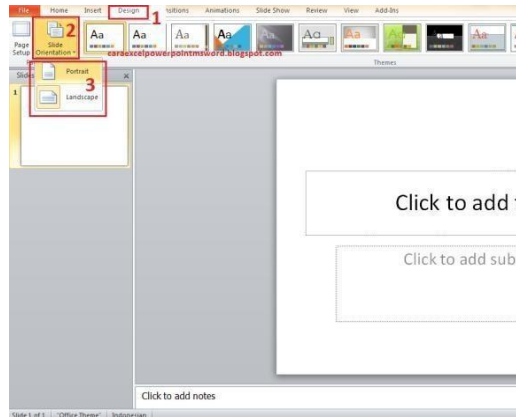 File Home Insert Design sitions Animations Slide Show Review View Add-Ins
1
2
Page Setup
Slide Orientation
Aa Aa Aa Aa Aa Aa Aa
caraexcelpowerpointmsword.blogspot.com
Themes
Slides
Portrait
3
Landscape
1
Click to add
Click to add sub
Click to add notes
Slide 1 of 1 "Office Theme" Indonesian